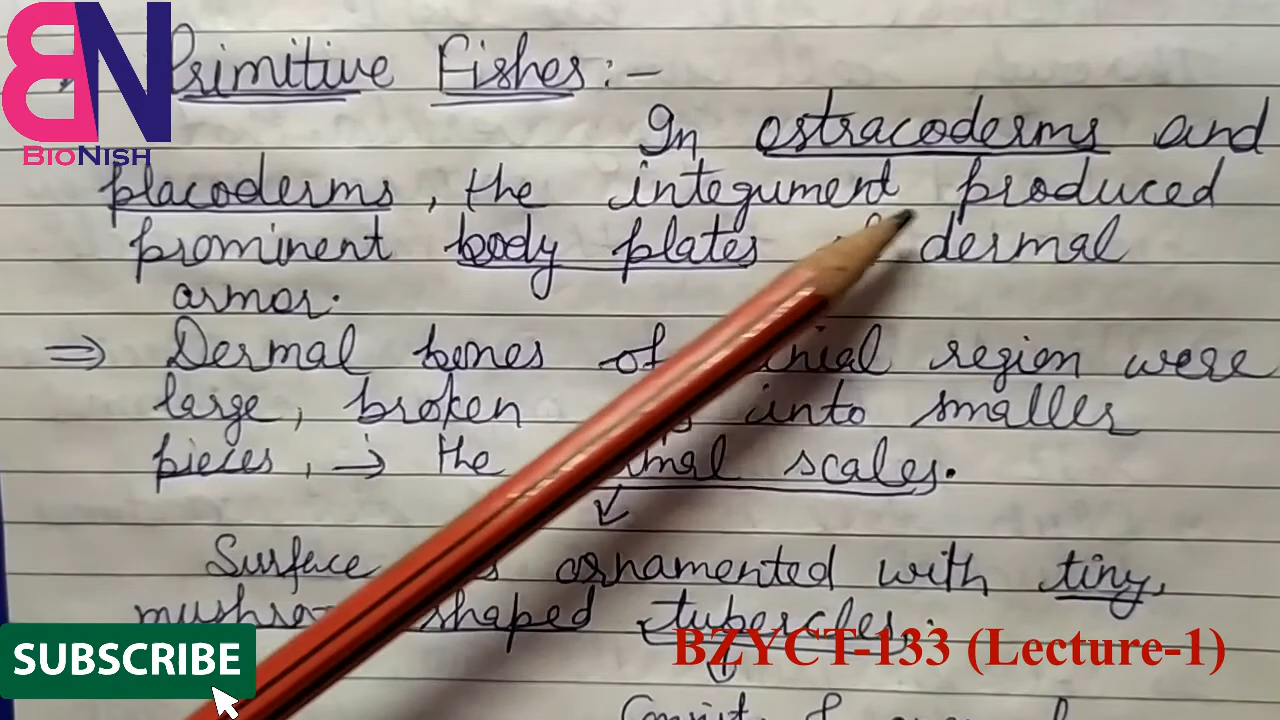 BN
BIONISH
Primitive Fishes :-
In ostracoderms and
placoderms, the integument produced
prominent body plates dermal
armor.
⇒ Dermal bones of region were
large, broken into smaller
pieces, → the scales.
Surface ornamented with tiny,
shaped tubercles.
SUBSCRIBE
BZYCT-133 (Lecture-1)